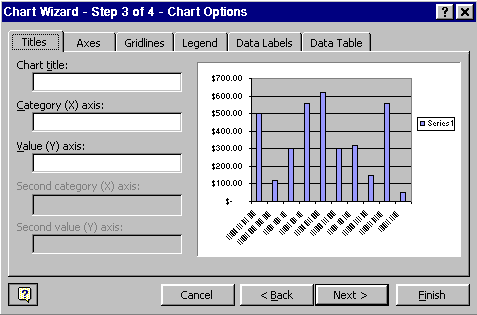 Chart Wizard - Step 3 of 4 - Chart Options
Titles Axes Gridlines Legend Data Labels Data Table
Chart title:
Category (X) axis:
Value (Y) axis:
Second category (X) axis:
Second value (Y) axis:
$700.00
$600.00
$500.00
$400.00
$300.00
$200.00
$100.00
$-
Series1
Cancel < Back Next > Finish